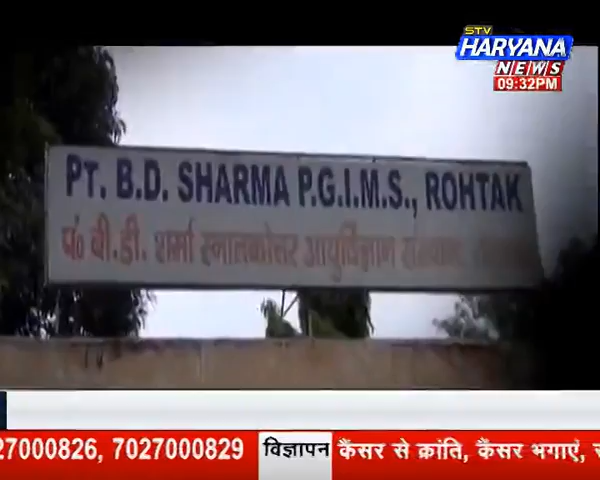 STV
HARYANA
NEWS
09:32PM
PT. B.D. SHARMA P.G.I.M.S., ROHTAK
पं० बी.डी. शर्मा स्नातकोत्तर आयुर्विज्ञान संस्थान
27000826, 7027000829 विज्ञापन कैंसर से क्रांति, कैंसर भगाएं,